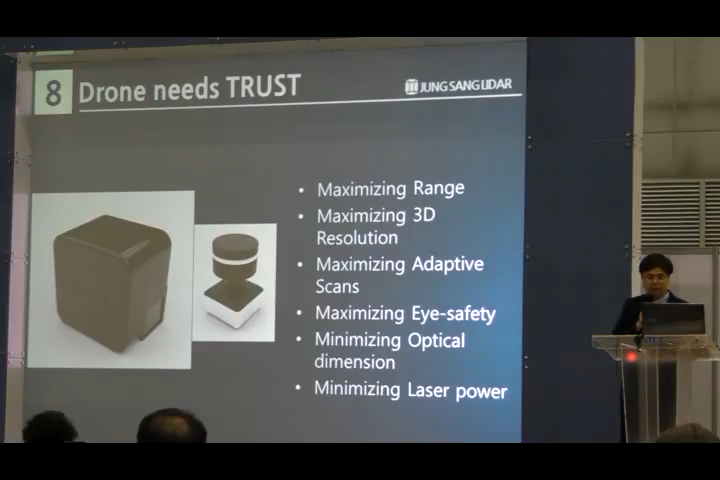 8 Drone needs TRUST
JUNG SANG LIDAR
• Maximizing Range
• Maximizing 3D
Resolution
• Maximizing Adaptive
Scans
• Maximizing Eye-safety
• Minimizing Optical
dimension
• Minimizing Laser power